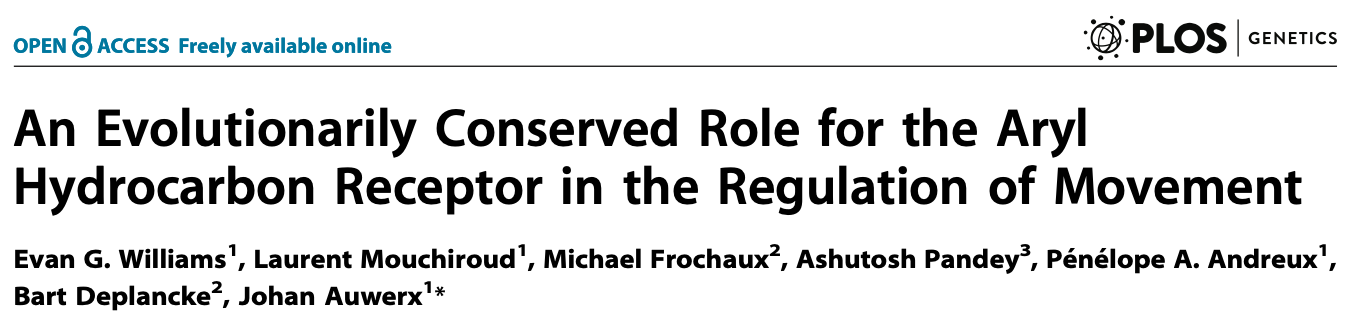 OPEN ACCESS Freely available online
PLOS | GENETICS
An Evolutionarily Conserved Role for the Aryl
Hydrocarbon Receptor in the Regulation of Movement
Evan G. Williams1, Laurent Mouchiroud1, Michael Frochaux2, Ashutosh Pandey3, Pénélope A. Andreux1,
Bart Deplancke2, Johan Auwerx1*